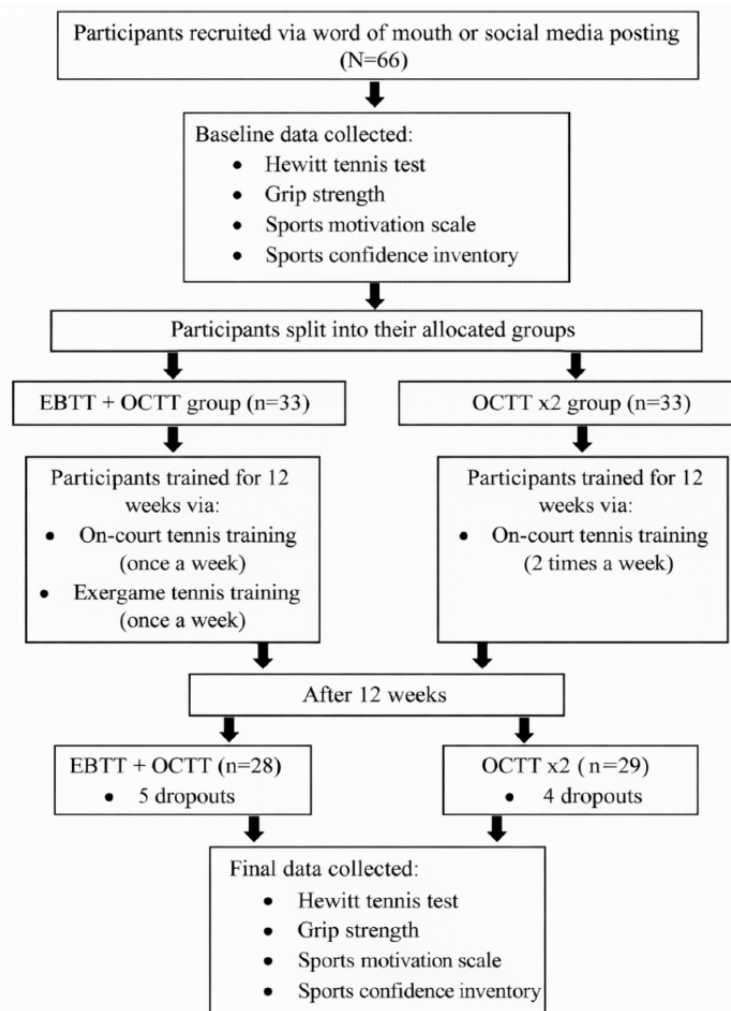 Participants recruited via word of mouth or social media posting
(N=66)
Baseline data collected:
• Hewitt tennis test
• Grip strength
• Sports motivation scale
• Sports confidence inventory
Participants split into their allocated groups
EBTT + OCTT group (n=33)
OCTT x2 group (n=33)
Participants trained for 12
weeks via:
• On-court tennis training
(once a week)
• Exergame tennis training
(once a week)
Participants trained for 12
weeks via:
• On-court tennis training
(2 times a week)
After 12 weeks
EBTT + OCTT (n=28)
• 5 dropouts
OCTT x2 ( n=29)
• 4 dropouts
Final data collected:
• Hewitt tennis test
• Grip strength
• Sports motivation scale
• Sports confidence inventory